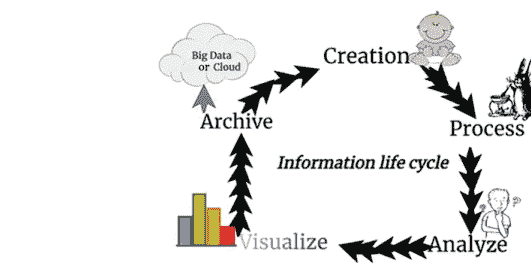 Big Data
or Cloud
Creation
Archive
Process
Information life cycle
Visualize
Analyze